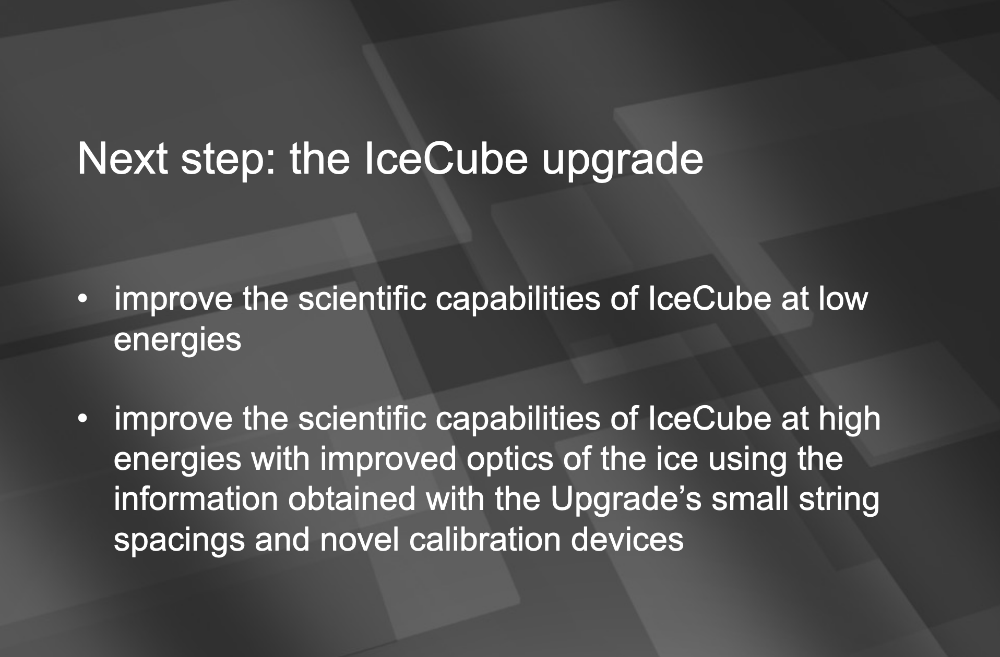 Next step: the IceCube upgrade
• improve the scientific capabilities of IceCube at low
energies
• improve the scientific capabilities of IceCube at high
energies with improved optics of the ice using the
information obtained with the Upgrade’s small string
spacings and novel calibration devices